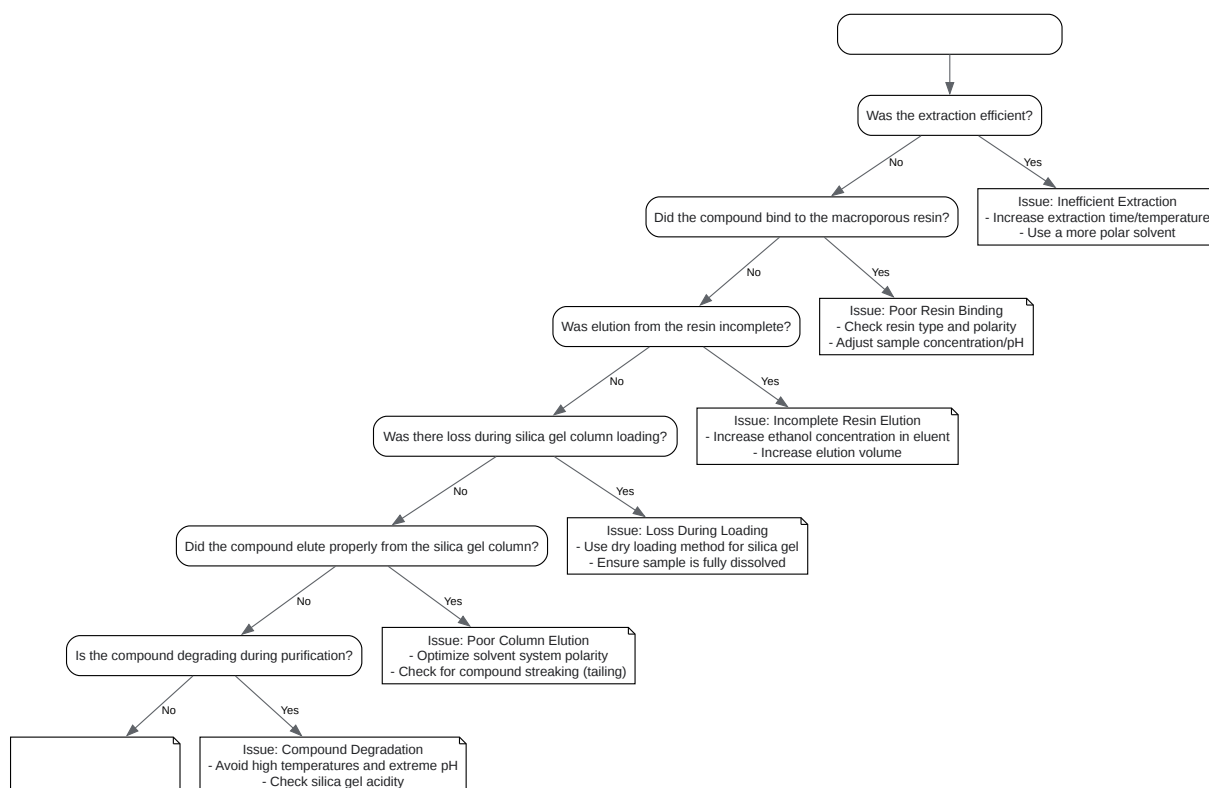 Was the extraction efficient?
No
Yes
Issue: Inefficient Extraction
- Increase extraction time/temperature
- Use a more polar solvent
Did the compound bind to the macroporous resin?
No
Yes
Issue: Poor Resin Binding
- Check resin type and polarity
- Adjust sample concentration/pH
Was elution from the resin incomplete?
No
Yes
Issue: Incomplete Resin Elution
- Increase ethanol concentration in eluent
- Increase elution volume
Was there loss during silica gel column loading?
No
Yes
Issue: Loss During Loading
- Use dry loading method for silica gel
- Ensure sample is fully dissolved
Did the compound elute properly from the silica gel column?
No
Yes
Issue: Poor Column Elution
- Optimize solvent system polarity
- Check for compound streaking (tailing)
Is the compound degrading during purification?
No
Yes
Issue: Compound Degradation
- Avoid high temperatures and extreme pH
- Check silica gel acidity